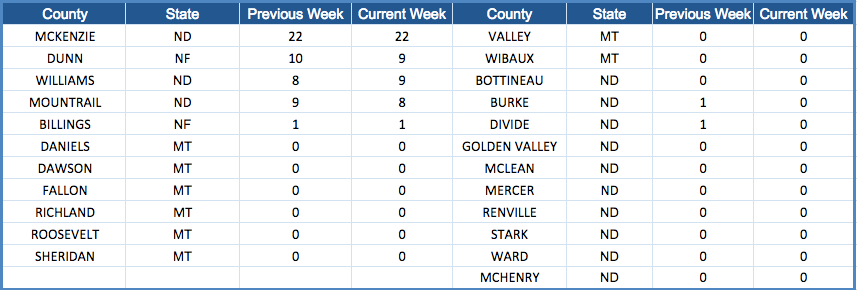 County State Previous Week Current Week County State Previous Week Current Week
MCKENZIE ND 22 22 VALLEY MT 0 0
DUNN NF 10 9 WIBAUX MT 0 0
WILLIAMS ND 8 9 BOTTINEAU ND 0 0
MOUNTRAIL ND 9 8 BURKE ND 1 0
BILLINGS NF 1 1 DIVIDE ND 1 0
DANIELS MT 0 0 GOLDEN VALLEY ND 0 0
DAWSON MT 0 0 MCLEAN ND 0 0
FALLON MT 0 0 MERCER ND 0 0
RICHLAND MT 0 0 RENVILLE ND 0 0
ROOSEVELT MT 0 0 STARK ND 0 0
SHERIDAN MT 0 0 WARD ND 0 0
MCHENRY ND 0 0